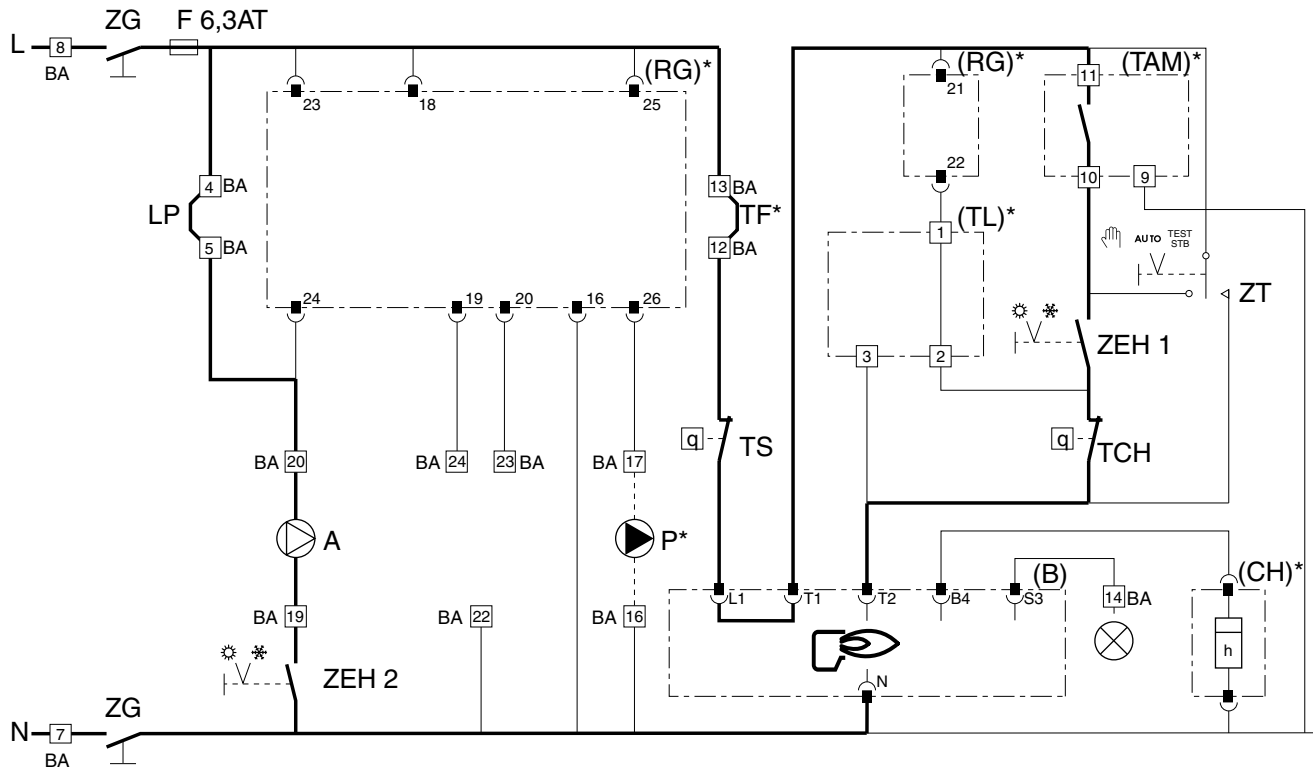 ZG F 6,3AT
L 8
BA
(RG)*
23 18 25
(RG)*
21
22
11 (TAM)*
10 9
4 BA
LP
5 BA
13 BA
TF*
12 BA
(TL)*
1
3 2
AUTO TEST
STB
ZT
24 19 20 16 26
ZEH 1
q TS
q TCH
BA 20
BA 24
23 BA
BA 17
A
P*
BA 19
BA 22
BA 16
(B)
L1 T1 T2 B4 S3
14 BA
(CH)*
h
N
ZEH 2
ZG
N 7
BA